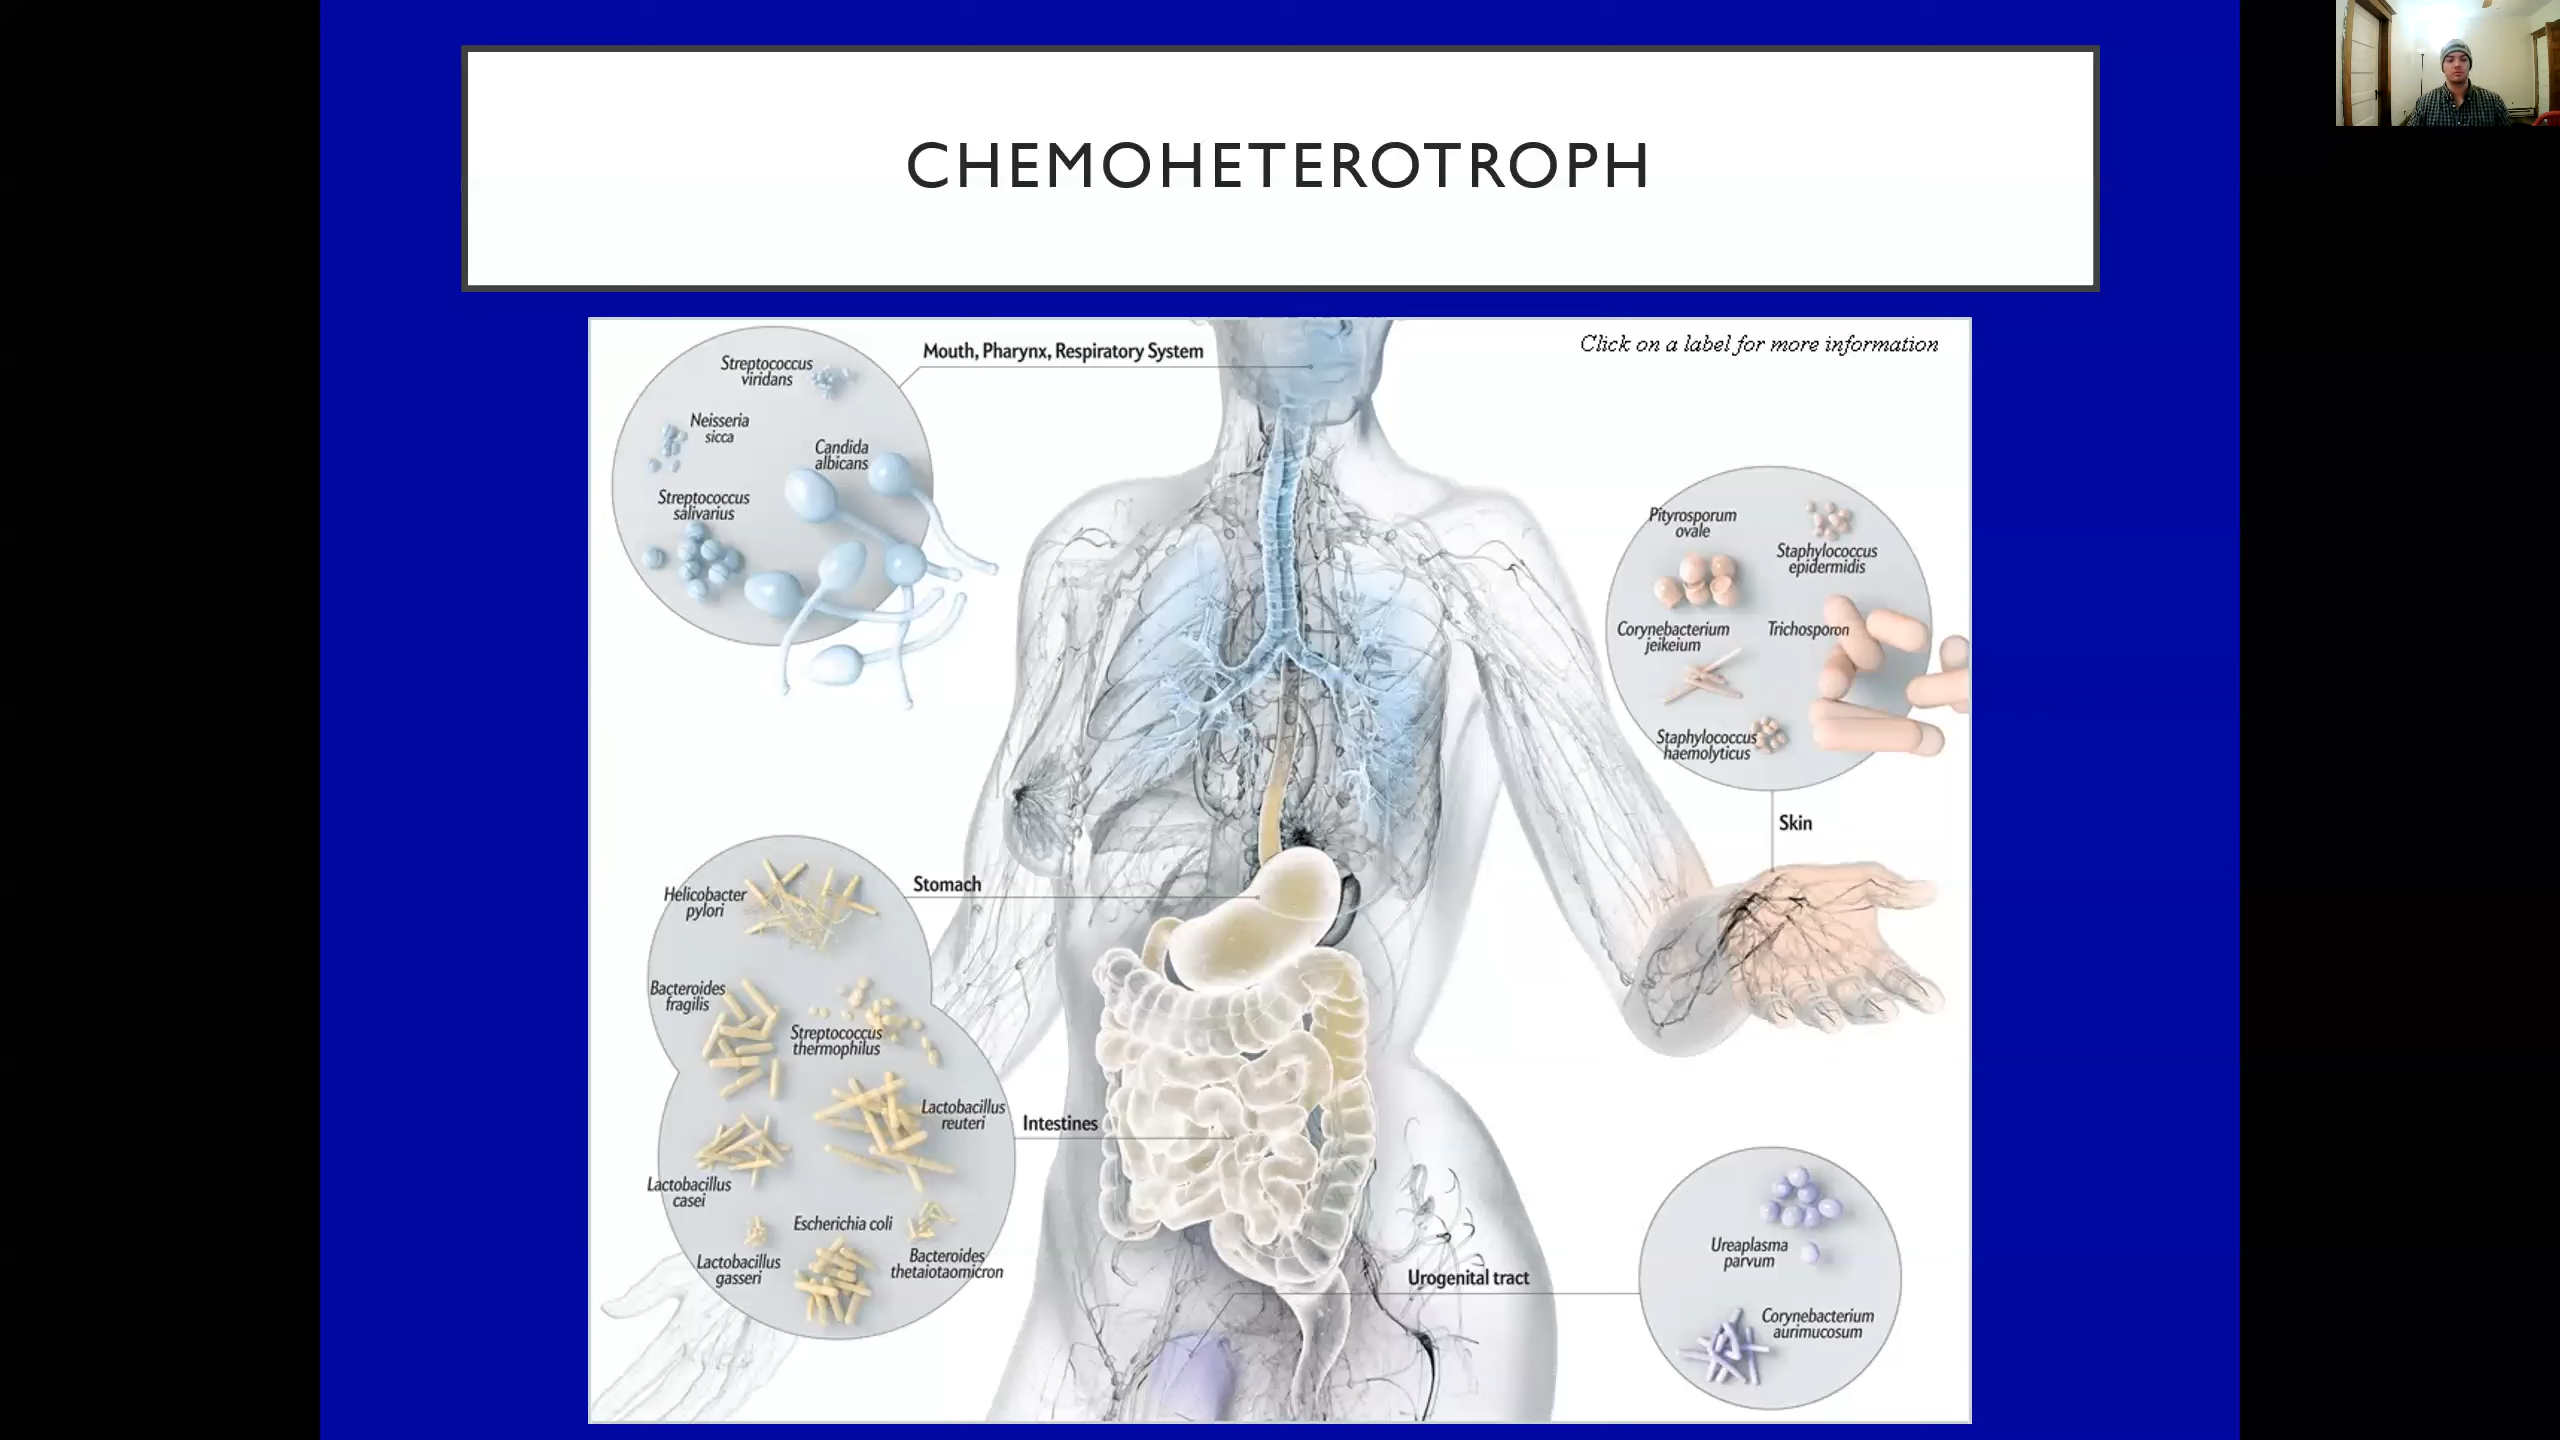 CHEMOHETEROTROPH
Click on a label for more information
Mouth, Pharynx, Respiratory System
Streptococcus
viridans
Neisseria
sicca
Candida
albicans
Streptococcus
salivarius
Pityrosporum
ovale
Staphylococcus
epidermidis
Corynebacterium
jeikeium
Trichosporon
Staphylococcus
haemolyticus
Skin
Stomach
Helicobacter
pylori
Bacteroides
fragilis
Streptococcus
thermophilus
Lactobacillus
reuteri
Intestines
Lactobacillus
casei
Escherichia coli
Lactobacillus
gasseri
Bacteroides
thetaiotaomicron
Urogenital tract
Ureaplasma
parvum
Corynebacterium
aurimucosum